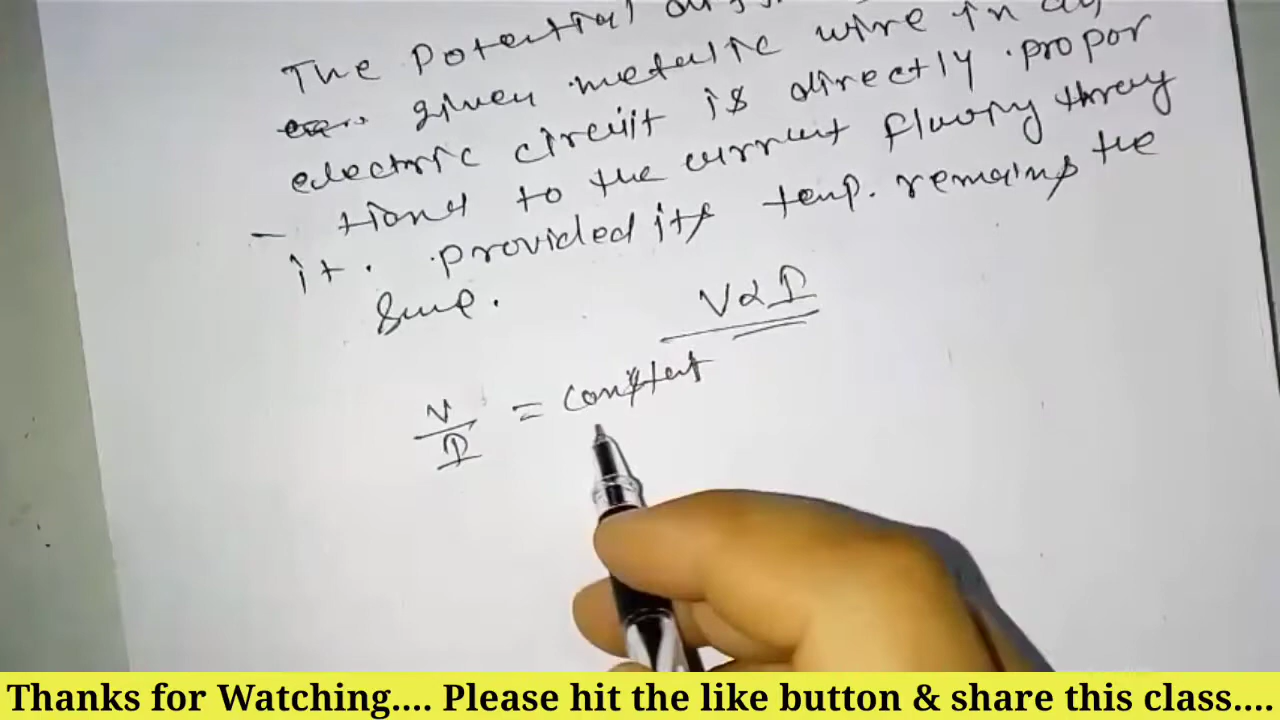 The Potential
given metallic wire in
electric circuit is directly propor
- tional to the current flowing throug
it. provided its temp. remains the
Same.
V ∝ I
V/I = constant
Thanks for Watching.... Please hit the like button & share this class....